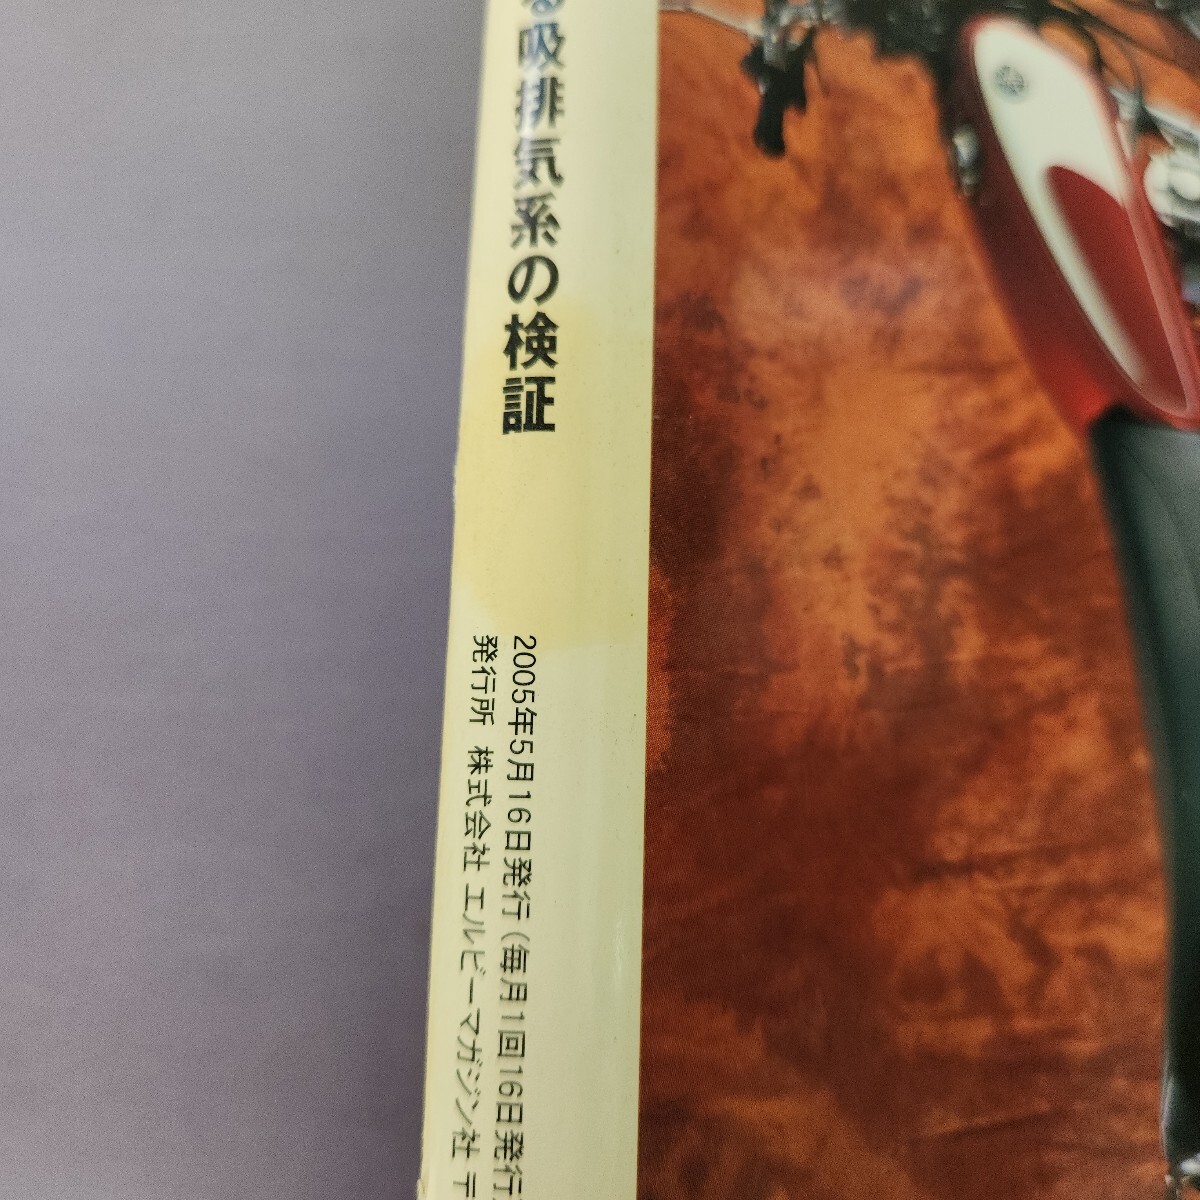 る吸排気系の検証
2005年5月16日発行(毎月1回16日発行
発行所 株式会社 エルビーマガジン社 テ